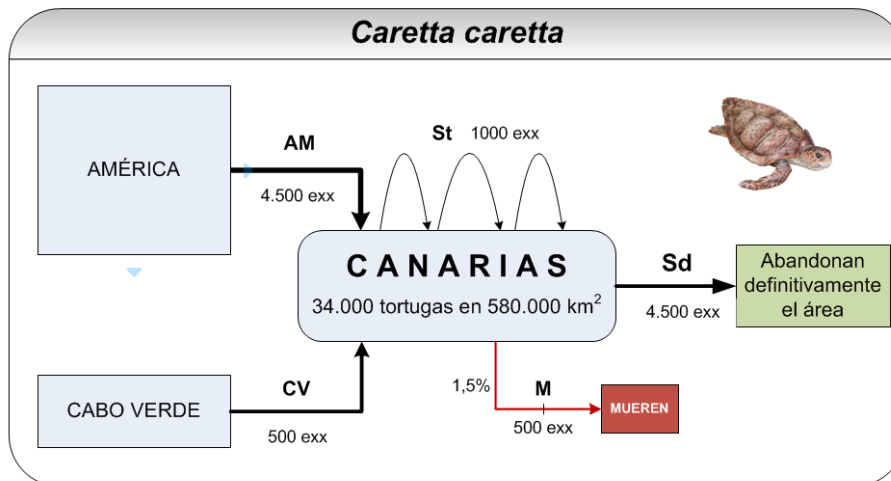 Caretta caretta
AMÉRICA
AM
4.500 exx
St 1000 exx
CANARIAS
34.000 tortugas en 580.000 km²
Sd
4.500 exx
Abandonan
definitivamente
el área
CABO VERDE
CV
500 exx
1,5%
M
500 exx
MUEREN